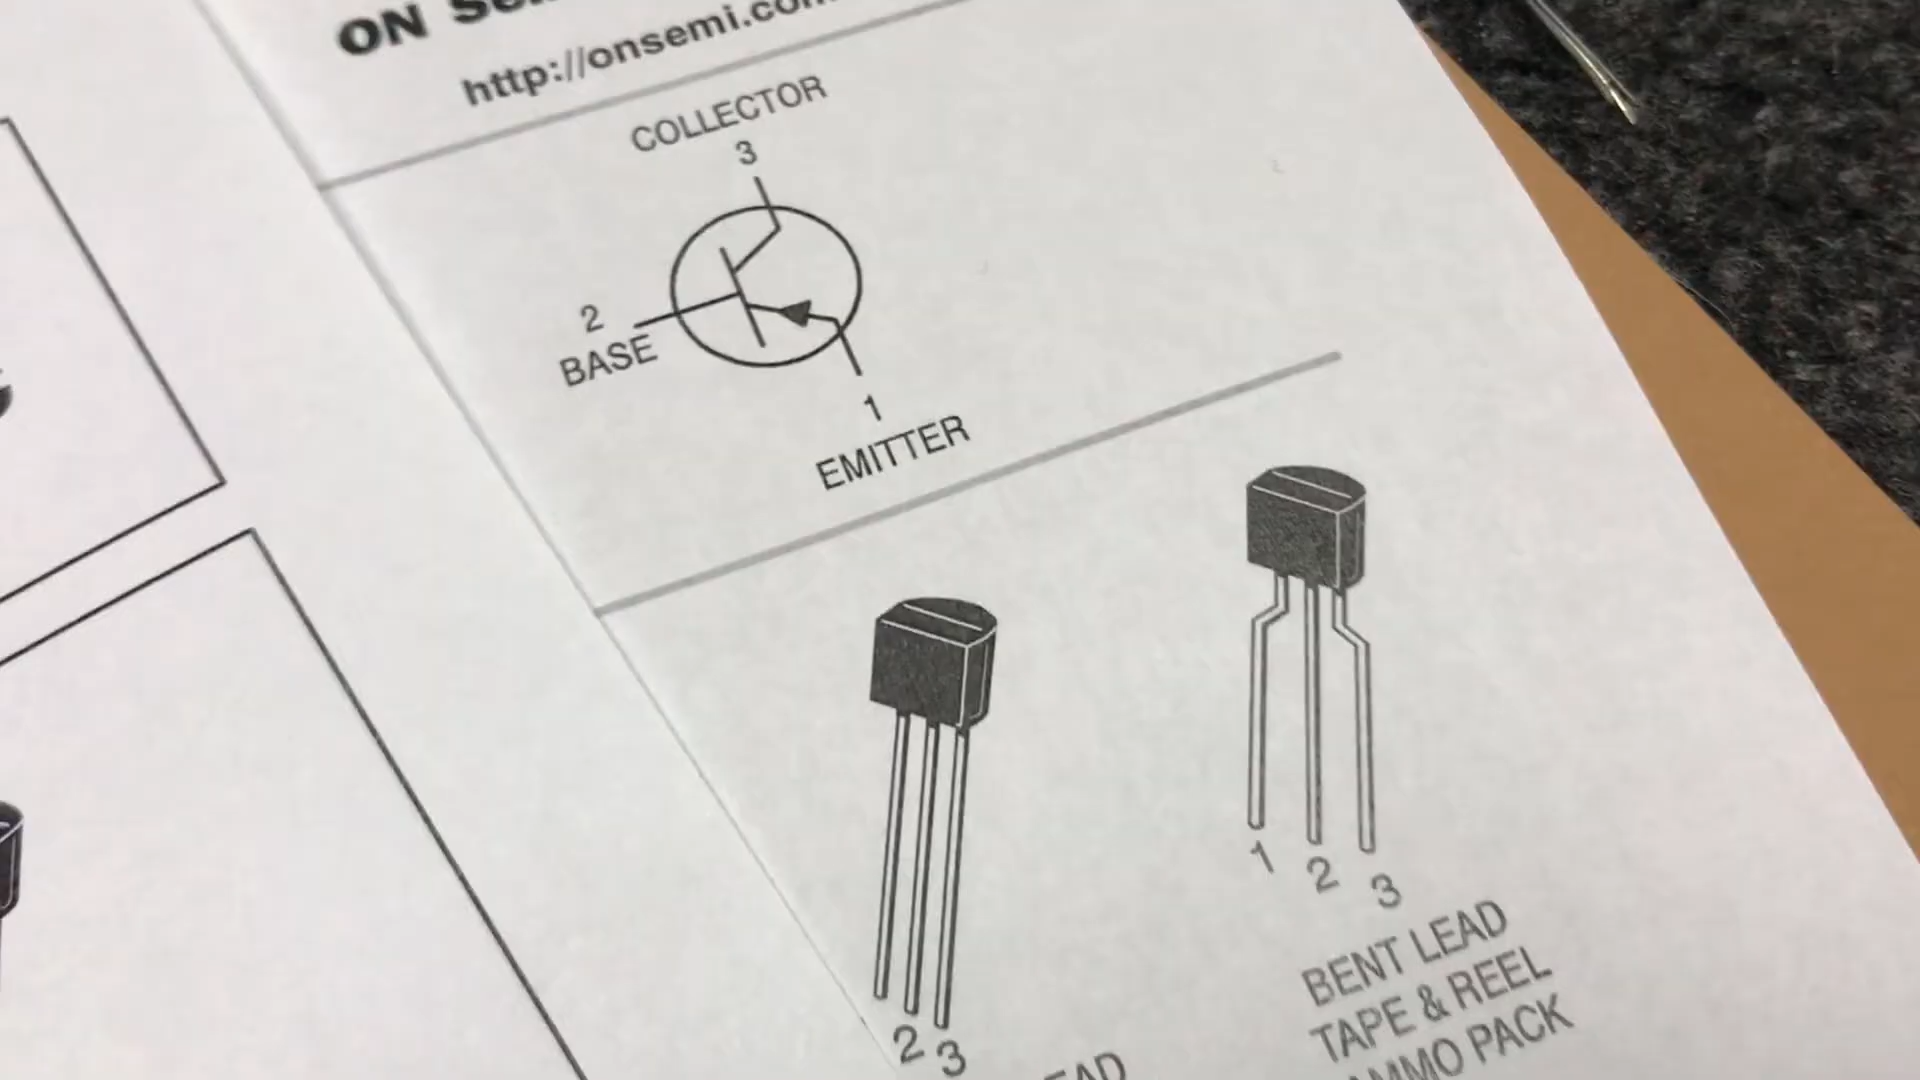 ON
http://onsemi.com
COLLECTOR
3
2
BASE
1
EMITTER
1
2
3
BENT LEAD
TAPE & REEL
AMMO PACK
2 3